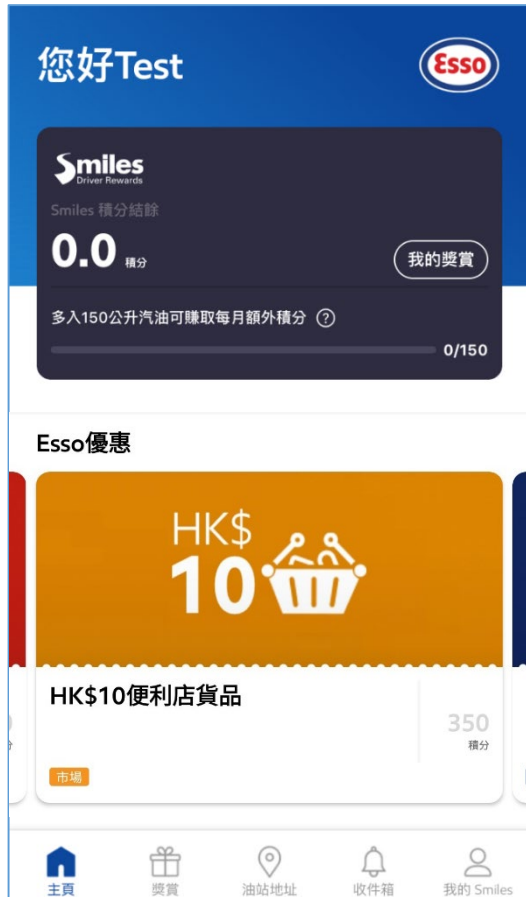 您好Test
Esso
Smiles
Driver Rewards
Smiles 積分結餘
0.0 積分
我的獎賞
多入150公升汽油可賺取每月額外積分 ?
0/150
Esso優惠
HK$
10
HK$10便利店貨品
350
積分
市場
主頁 獎賞 油站地址 收件箱 我的 Smiles